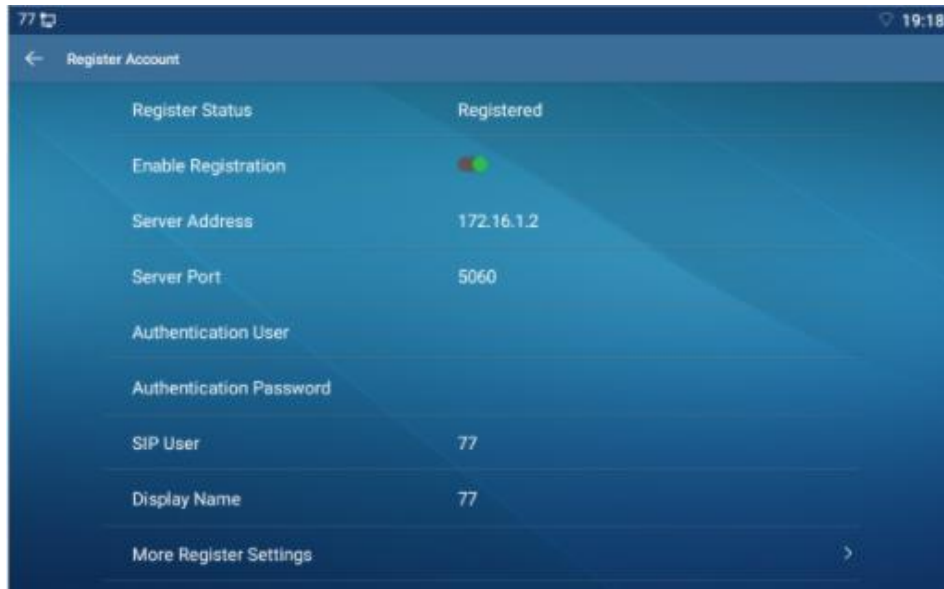 77 19:18
Register Account
Register Status Registered
Enable Registration
Server Address 172.16.1.2
Server Port 5060
Authentication User
Authentication Password
SIP User 77
Display Name 77
More Register Settings